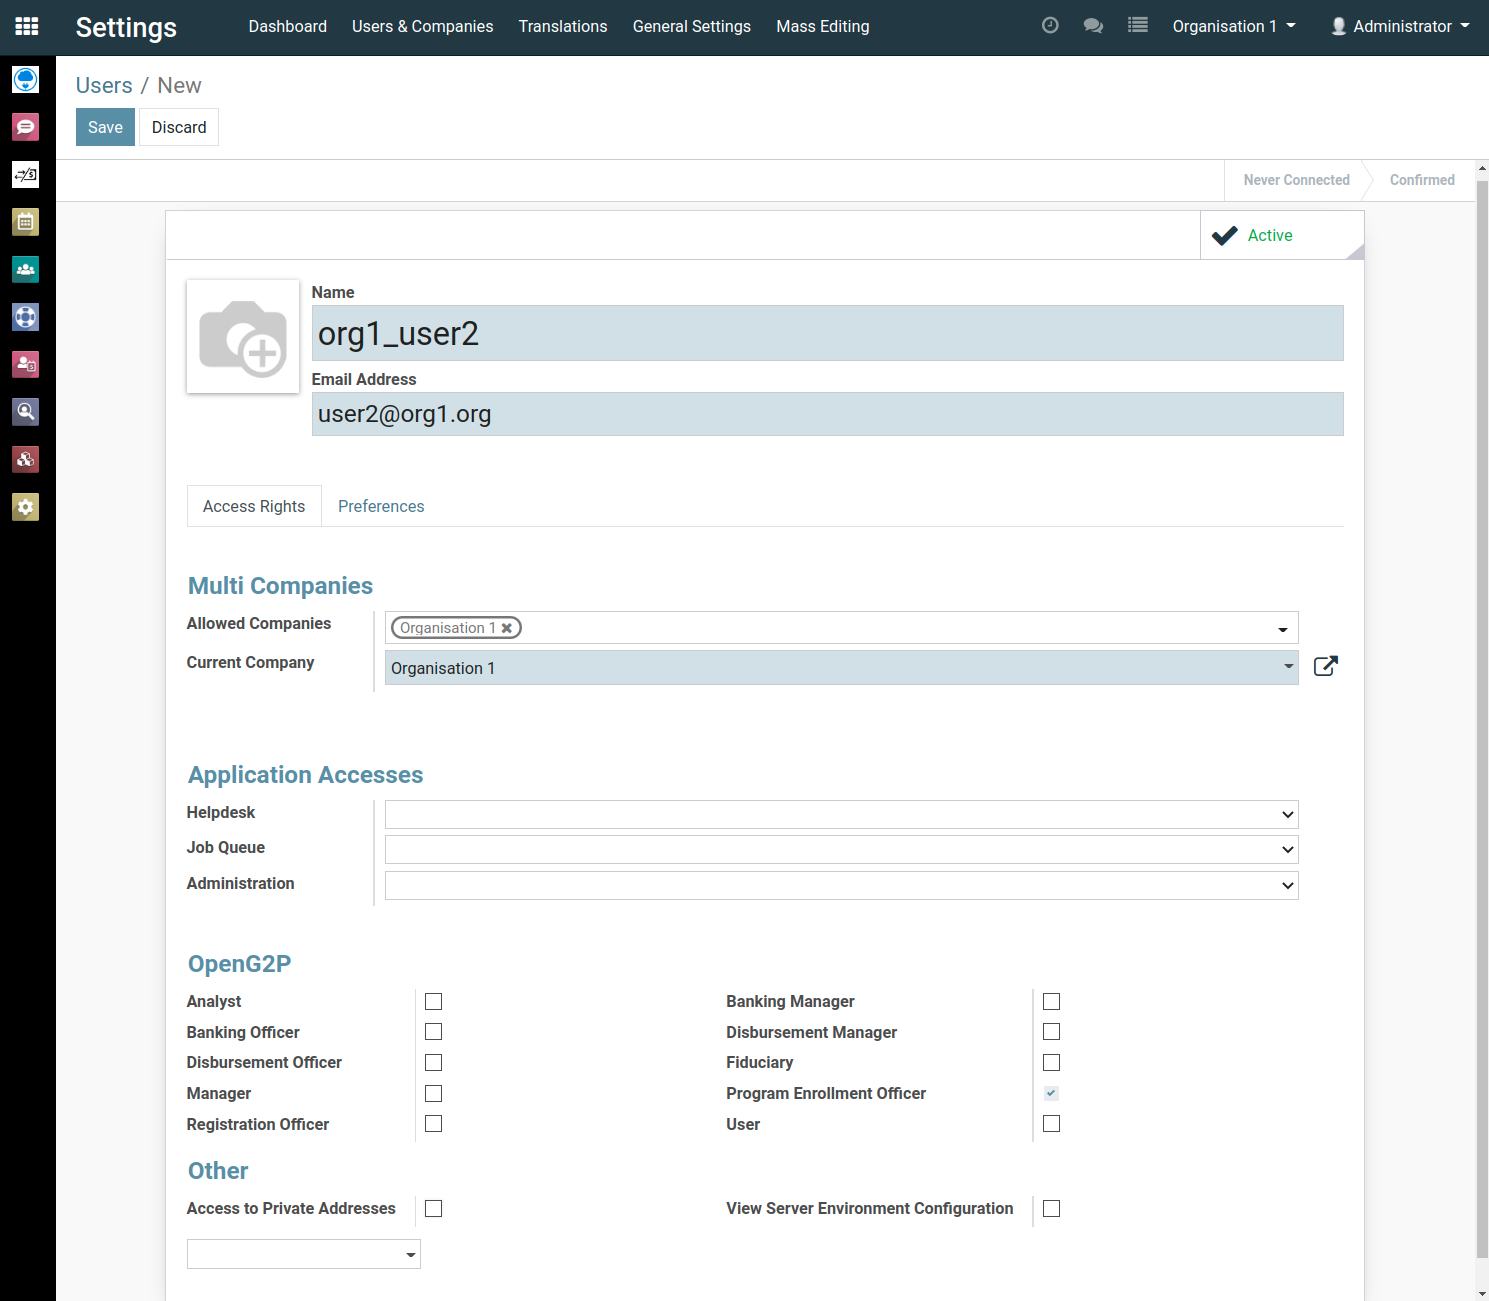 Settings Dashboard Users & Companies Translations General Settings Mass Editing Organisation 1 Administrator
Users / New
Save Discard
Never Connected Confirmed
Active
Name
org1_user2
Email Address
user2@org1.org
Access Rights Preferences
Multi Companies
Allowed Companies Organisation 1
Current Company Organisation 1
Application Accesses
Helpdesk
Job Queue
Administration
OpenG2P
Analyst Banking Manager
Banking Officer Disbursement Manager
Disbursement Officer Fiduciary
Manager Program Enrollment Officer
Registration Officer User
Other
Access to Private Addresses View Server Environment Configuration